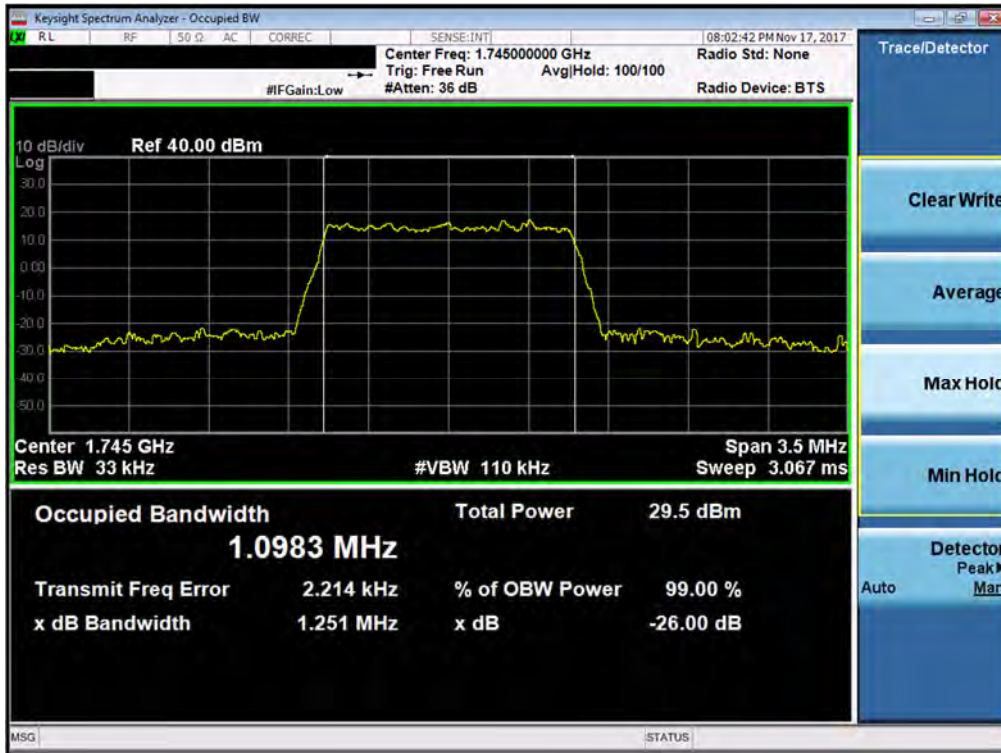 Keysight Spectrum Analyzer - Occupied BW
LXI RL RF 50 Ω AC CORREC SENSE:INT 08:02:42 PM Nov 17, 2017
Center Freq: 1.745000000 GHz Radio Std: None
Trig: Free Run Avg|Hold: 100/100
#IFGain:Low #Atten: 36 dB Radio Device: BTS
Trace/Detector
10 dB/div Ref 40.00 dBm
Log
30.0
20.0
10.0
0.00
-10.0
-20.0
-30.0
-40.0
-50.0
Center 1.745 GHz Span 3.5 MHz
Res BW 33 kHz #VBW 110 kHz Sweep 3.067 ms
Occupied Bandwidth Total Power 29.5 dBm
1.0983 MHz
Transmit Freq Error 2.214 kHz % of OBW Power 99.00 %
x dB Bandwidth 1.251 MHz x dB -26.00 dB
Clear Write
Average
Max Hold
Min Hold
Detector
Peak
Auto Man
MSG STATUS